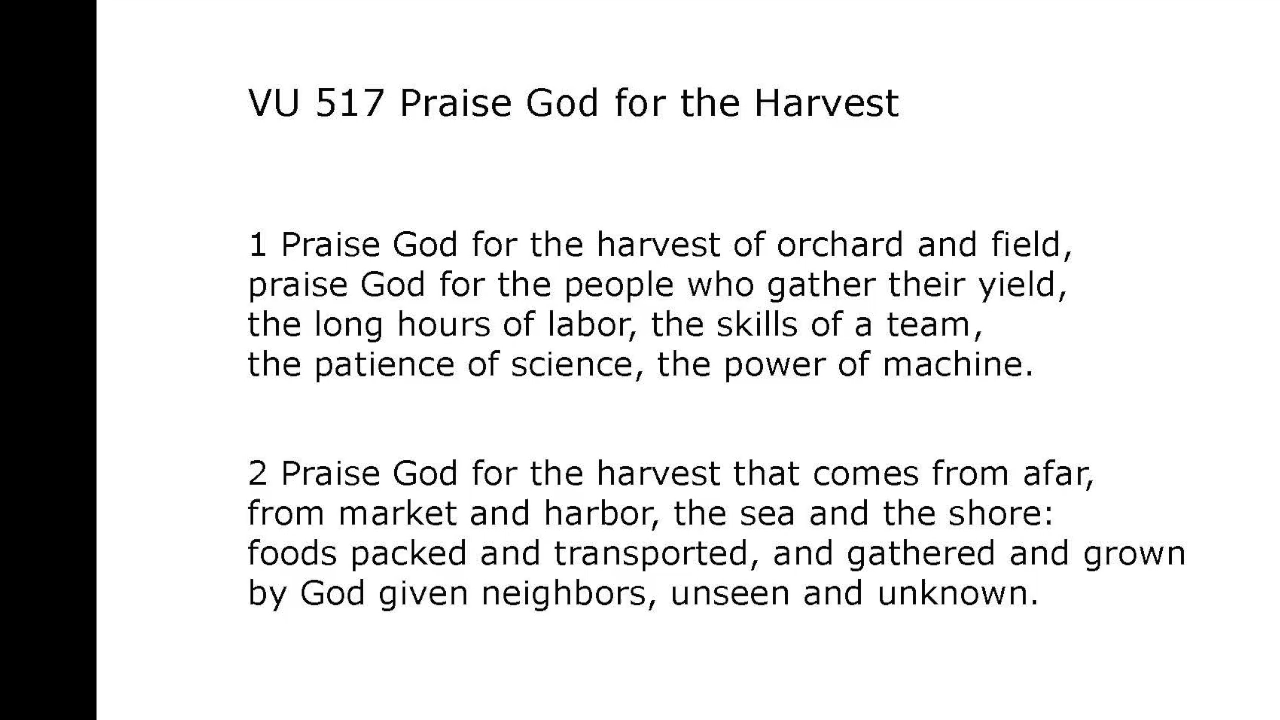 VU 517 Praise God for the Harvest
1 Praise God for the harvest of orchard and field,
praise God for the people who gather their yield,
the long hours of labor, the skills of a team,
the patience of science, the power of machine.
2 Praise God for the harvest that comes from afar,
from market and harbor, the sea and the shore:
foods packed and transported, and gathered and grown
by God given neighbors, unseen and unknown.